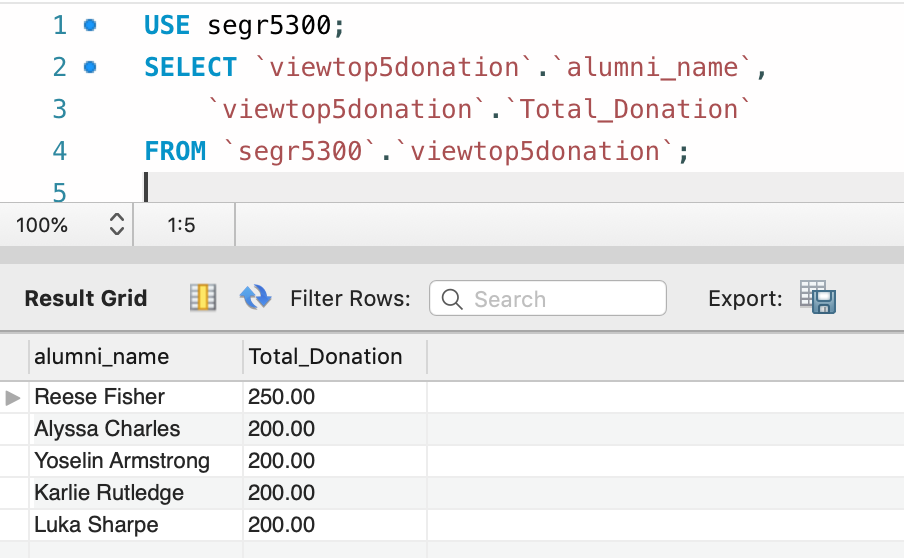 1 USE segr5300;
2 SELECT `viewtop5donation`.`alumni_name`,
3 `viewtop5donation`.`Total_Donation`
4 FROM `segr5300`.`viewtop5donation`;
5
100% 1:5
Result Grid Filter Rows: Search Export:
alumni_name Total_Donation
Reese Fisher 250.00
Alyssa Charles 200.00
Yoselin Armstrong 200.00
Karlie Rutledge 200.00
Luka Sharpe 200.00